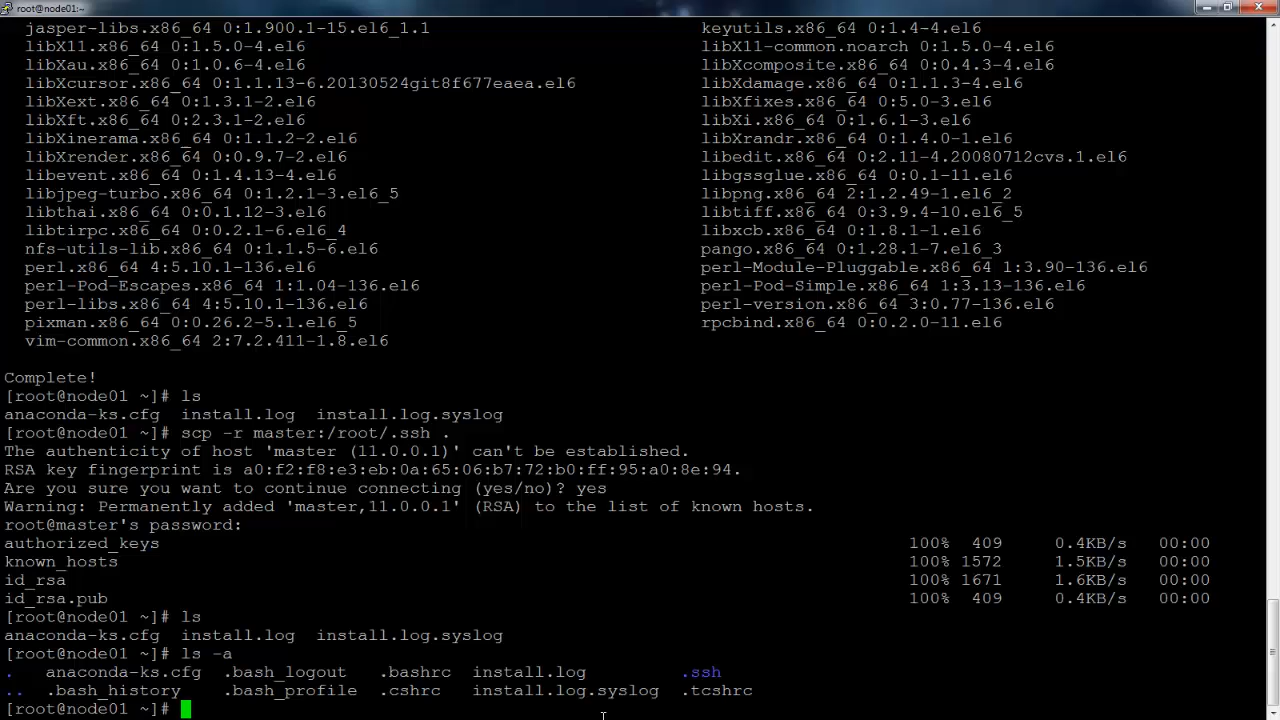 root@node01:~
jasper-libs.x86_64 0:1.900.1-15.el6_1.1 keyutils.x86_64 0:1.4-4.el6
libX11.x86_64 0:1.5.0-4.el6 libX11-common.noarch 0:1.5.0-4.el6
libXau.x86_64 0:1.0.6-4.el6 libXcomposite.x86_64 0:0.4.3-4.el6
libXcursor.x86_64 0:1.1.13-6.20130524git8f677eaea.el6 libXdamage.x86_64 0:1.1.3-4.el6
libXext.x86_64 0:1.3.1-2.el6 libXfixes.x86_64 0:5.0-3.el6
libXft.x86_64 0:2.3.1-2.el6 libXi.x86_64 0:1.6.1-3.el6
libXinerama.x86_64 0:1.1.2-2.el6 libXrandr.x86_64 0:1.4.0-1.el6
libXrender.x86_64 0:0.9.7-2.el6 libedit.x86_64 0:2.11-4.20080712cvs.1.el6
libevent.x86_64 0:1.4.13-4.el6 libgssglue.x86_64 0:0.1-11.el6
libjpeg-turbo.x86_64 0:1.2.1-3.el6_5 libpng.x86_64 2:1.2.49-1.el6_2
libthai.x86_64 0:0.1.12-3.el6 libtiff.x86_64 0:3.9.4-10.el6_5
libtirpc.x86_64 0:0.2.1-6.el6_4 libxcb.x86_64 0:1.8.1-1.el6
nfs-utils-lib.x86_64 0:1.1.5-6.el6 pango.x86_64 0:1.28.1-7.el6_3
perl.x86_64 4:5.10.1-136.el6 perl-Module-Pluggable.x86_64 1:3.90-136.el6
perl-Pod-Escapes.x86_64 1:1.04-136.el6 perl-Pod-Simple.x86_64 1:3.13-136.el6
perl-libs.x86_64 4:5.10.1-136.el6 perl-version.x86_64 3:0.77-136.el6
pixman.x86_64 0:0.26.2-5.1.el6_5 rpcbind.x86_64 0:0.2.0-11.el6
vim-common.x86_64 2:7.2.411-1.8.el6
Complete!
[root@node01 ~]# ls
anaconda-ks.cfg install.log install.log.syslog
[root@node01 ~]# scp -r master:/root/.ssh .
The authenticity of host 'master (11.0.0.1)' can't be established.
RSA key fingerprint is a0:f2:f8:e3:eb:0a:65:06:b7:72:b0:ff:95:a0:8e:94.
Are you sure you want to continue connecting (yes/no)? yes
Warning: Permanently added 'master,11.0.0.1' (RSA) to the list of known hosts.
root@master's password:
authorized_keys 100% 409 0.4KB/s 00:00
known_hosts 100% 1572 1.5KB/s 00:00
id_rsa 100% 1671 1.6KB/s 00:00
id_rsa.pub 100% 409 0.4KB/s 00:00
[root@node01 ~]# ls
anaconda-ks.cfg install.log install.log.syslog
[root@node01 ~]# ls -a
. anaconda-ks.cfg .bash_logout .bashrc install.log .ssh
.. .bash_history .bash_profile .cshrc install.log.syslog .tcshrc
[root@node01 ~]#